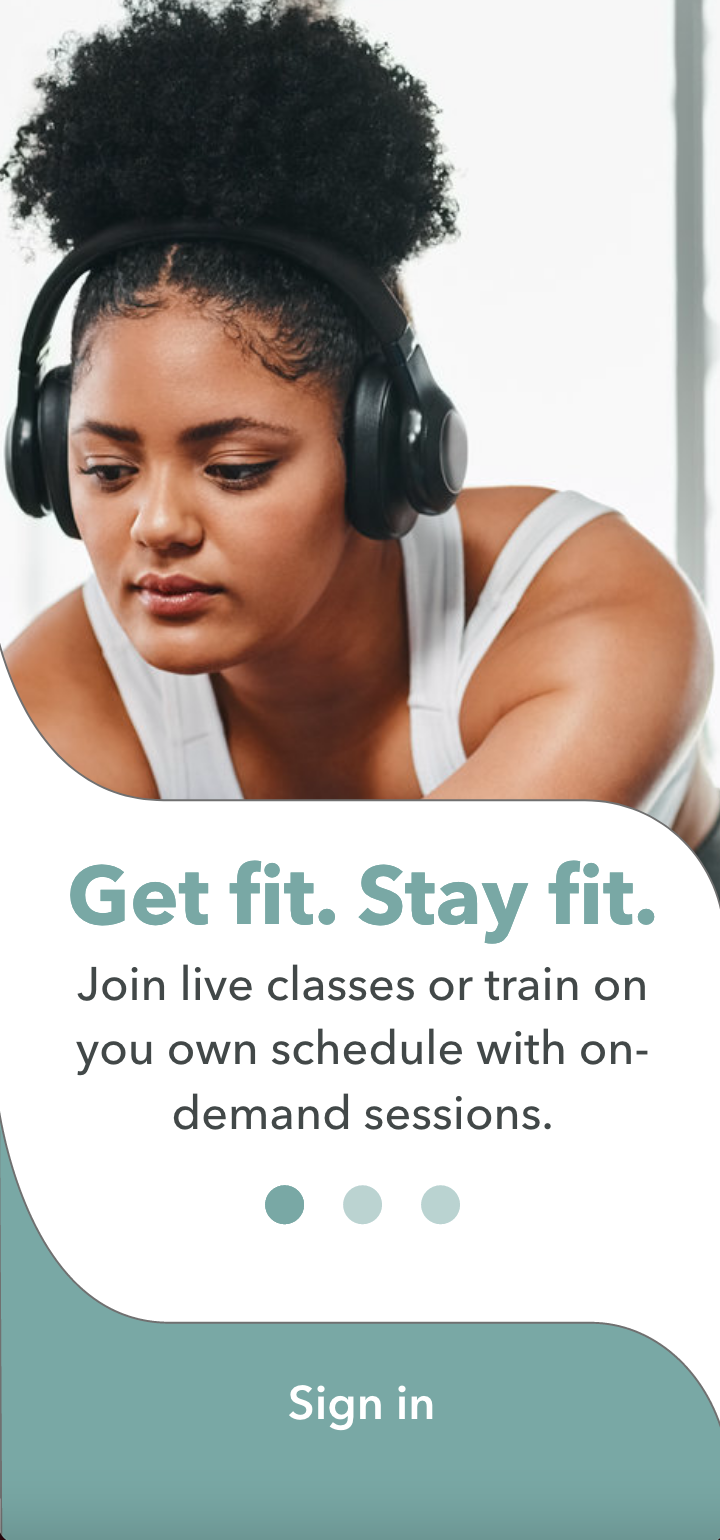 Get fit. Stay fit.
Join live classes or train on
you own schedule with on-
demand sessions.
Sign in